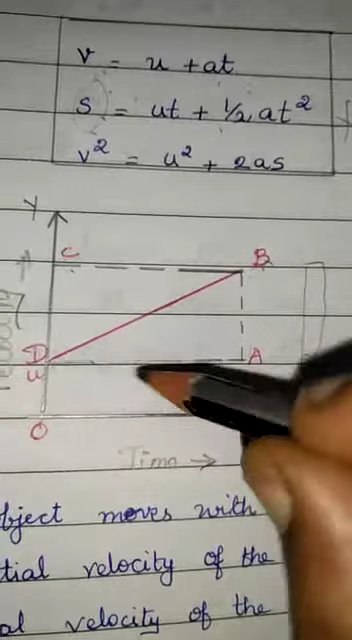 v = u + at
s = ut + 1/2 at²
v² = u² + 2as
Y
C
B
D
A
u
O
Time →
bject moves with
tial velocity of the
al velocity of the